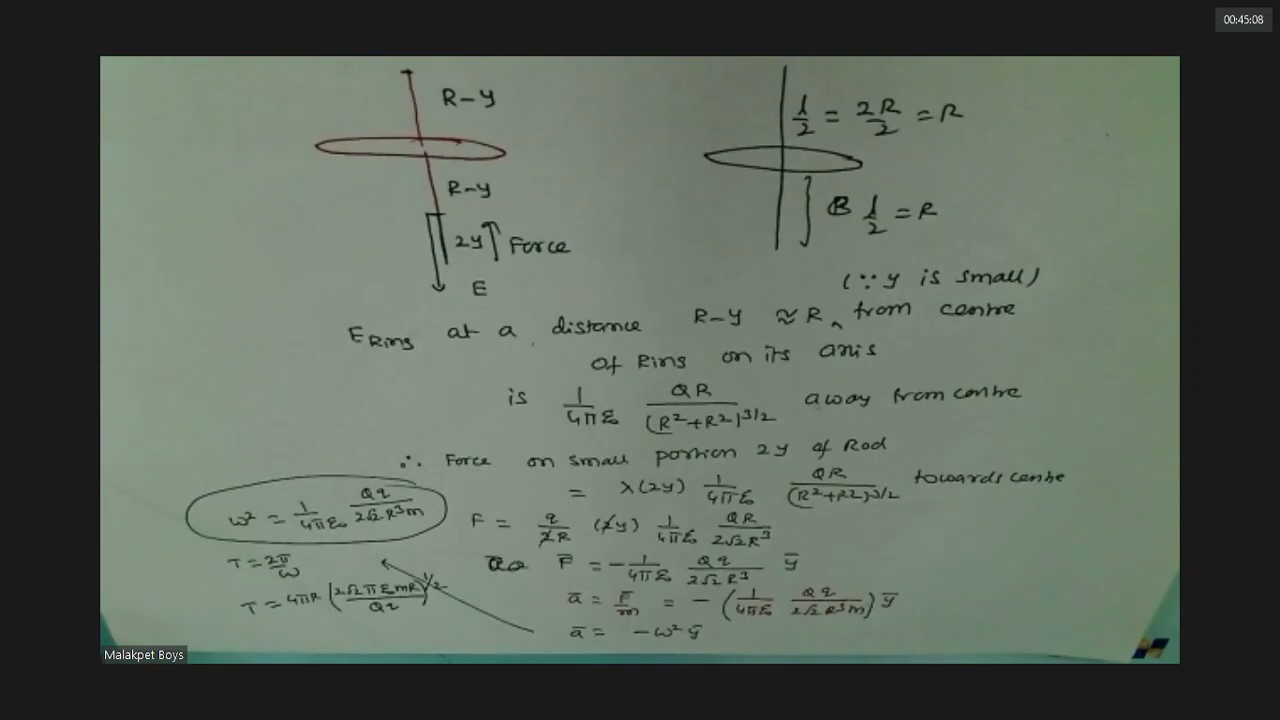 00:45:08
R-y
R-y
2y Force
E
l/2 = 2R/2 = R
l/2 = R
(∵ y is small)
E Ring at a distance R-y ≈ R, from centre
of Ring on its axis
is 1/4πε₀ QR/(R²+R²)^3/2 away from centre
∴ Force on small portion 2y of Rod
= λ(2y) 1/4πε₀ QR/(R²+R²)^3/2 towards centre
F = q/2R (2y) 1/4πε₀ QR/2√2R³
F̄ = -1/4πε₀ Qq/2√2R³ ȳ
ā = F̄/m = -(1/4πε₀ Qq/2√2R³m) ȳ
ā = -ω²ȳ
ω² = 1/4πε₀ Qq/2√2R³m
T = 2π/ω
T = 4πR (2√2πε₀mR/Qq)^1/2
Malakpet Boys